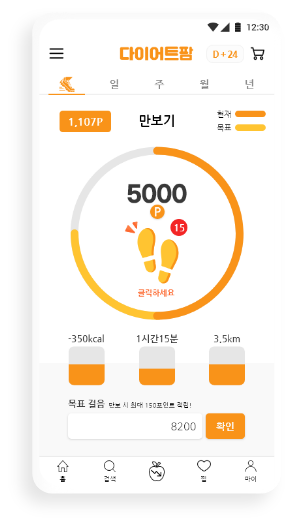 12:30
다이어트팜
D+24
일 주 월 년
1,107P
만보기
현재
목표
5000
P
15
클릭하세요
-350kcal 1시간15분 3.5km
목표 걸음 만보 시 최대 150포인트 적립!
8200 확인
홈 검색 찜 마이